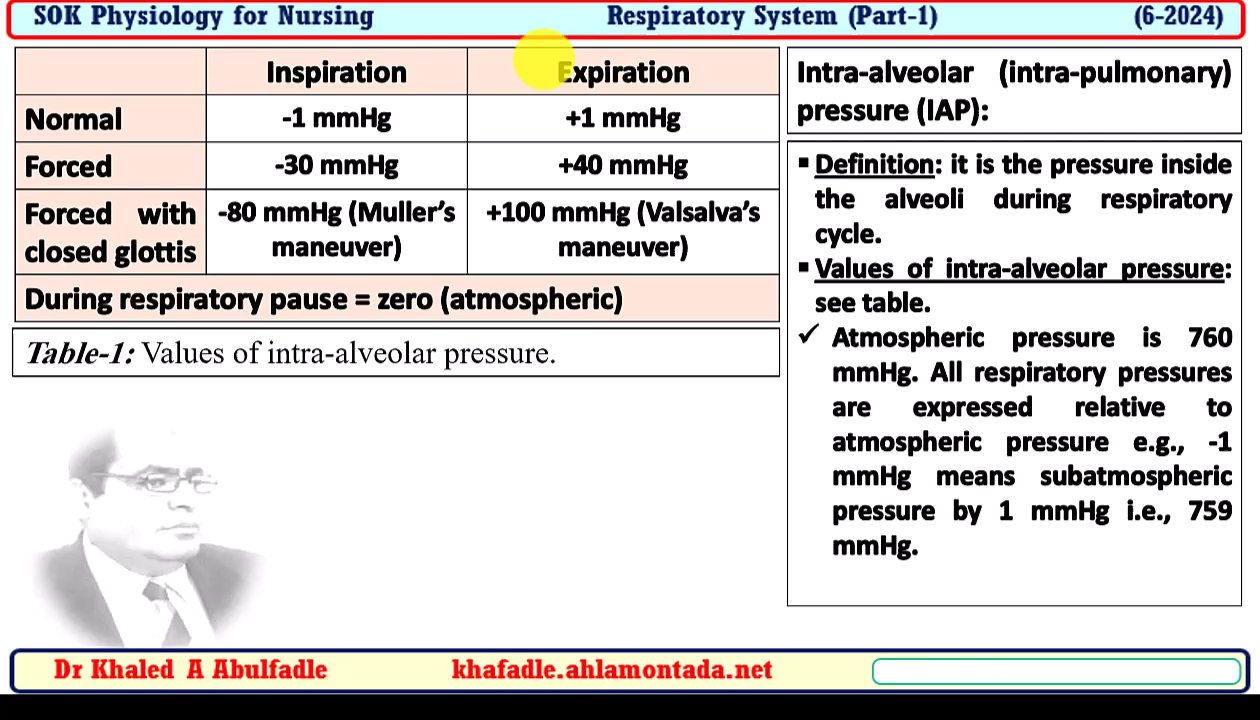 SOK Physiology for Nursing Respiratory System (Part-1) (6-2024)
Inspiration Expiration
Normal -1 mmHg +1 mmHg
Forced -30 mmHg +40 mmHg
Forced with closed glottis -80 mmHg (Muller's maneuver) +100 mmHg (Valsalva's maneuver)
During respiratory pause = zero (atmospheric)
Table-1: Values of intra-alveolar pressure.
Intra-alveolar (intra-pulmonary)
pressure (IAP):
▪ Definition: it is the pressure inside
the alveoli during respiratory
cycle.
▪ Values of intra-alveolar pressure:
see table.
✓ Atmospheric pressure is 760
mmHg. All respiratory pressures
are expressed relative to
atmospheric pressure e.g., -1
mmHg means subatmospheric
pressure by 1 mmHg i.e., 759
mmHg.
Dr Khaled A Abulfadle khafadle.ahlamontada.net